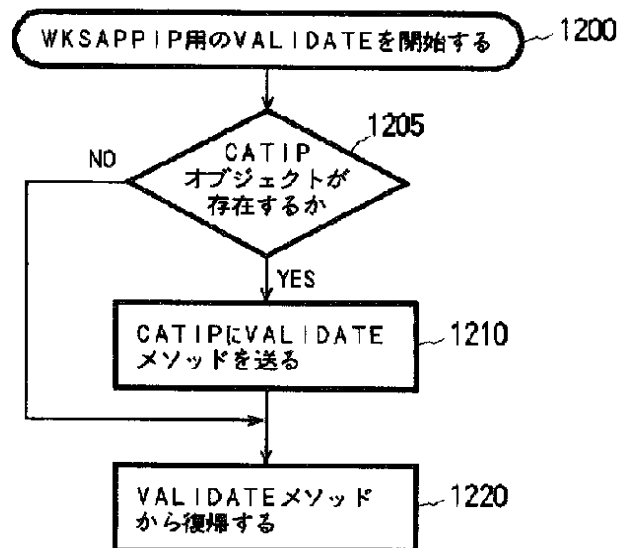 WKSAPPIP用のVALIDATEを開始する
1200
1205
CATIP
オブジェクトが
存在するか
NO
YES
CATIPにVALIDATE
メソッドを送る
1210
VALIDATEメソッド
から復帰する
1220